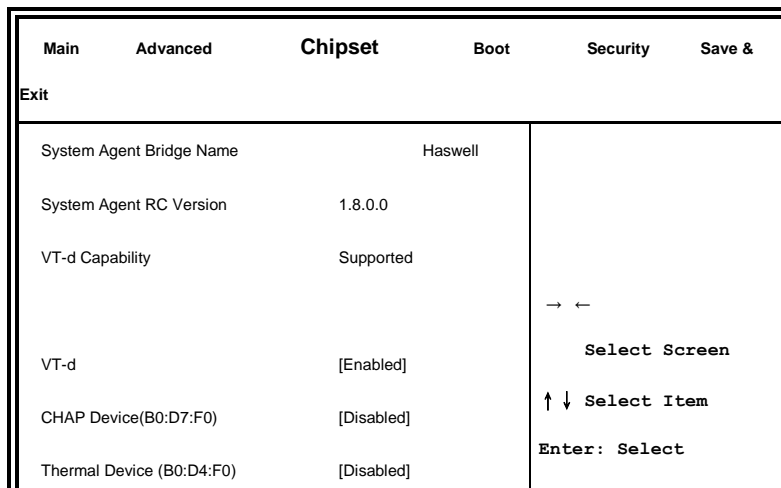 Main Advanced Chipset Boot Security Save &
Exit
System Agent Bridge Name Haswell
System Agent RC Version 1.8.0.0
VT-d Capability Supported
→ ←
Select Screen
VT-d [Enabled]
↑↓ Select Item
CHAP Device(B0:D7:F0) [Disabled]
Enter: Select
Thermal Device (B0:D4:F0) [Disabled]